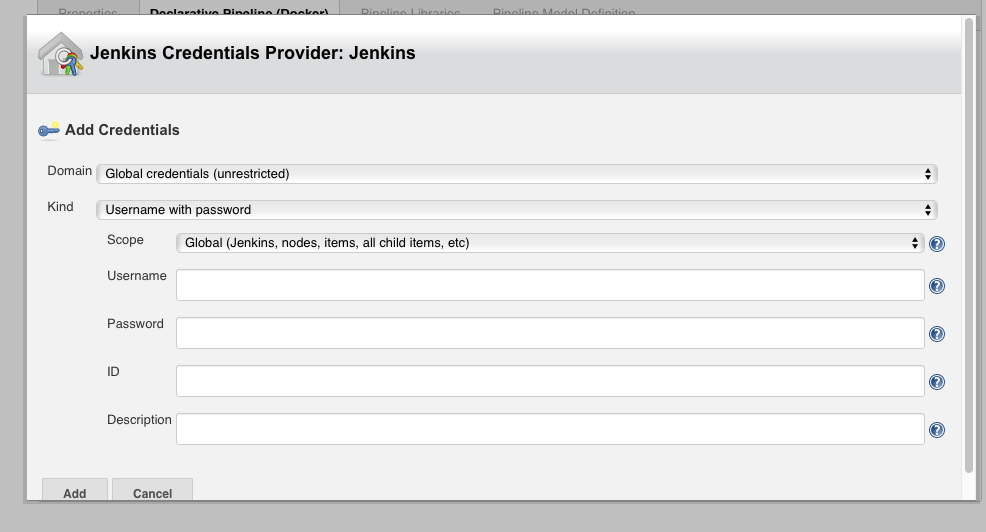 Properties Declarative Pipeline (Docker) Pipeline Libraries Pipeline Model Definition
Jenkins Credentials Provider: Jenkins
Add Credentials
Domain Global credentials (unrestricted)
Kind Username with password
Scope Global (Jenkins, nodes, items, all child items, etc)
Username
Password
ID
Description
Add Cancel